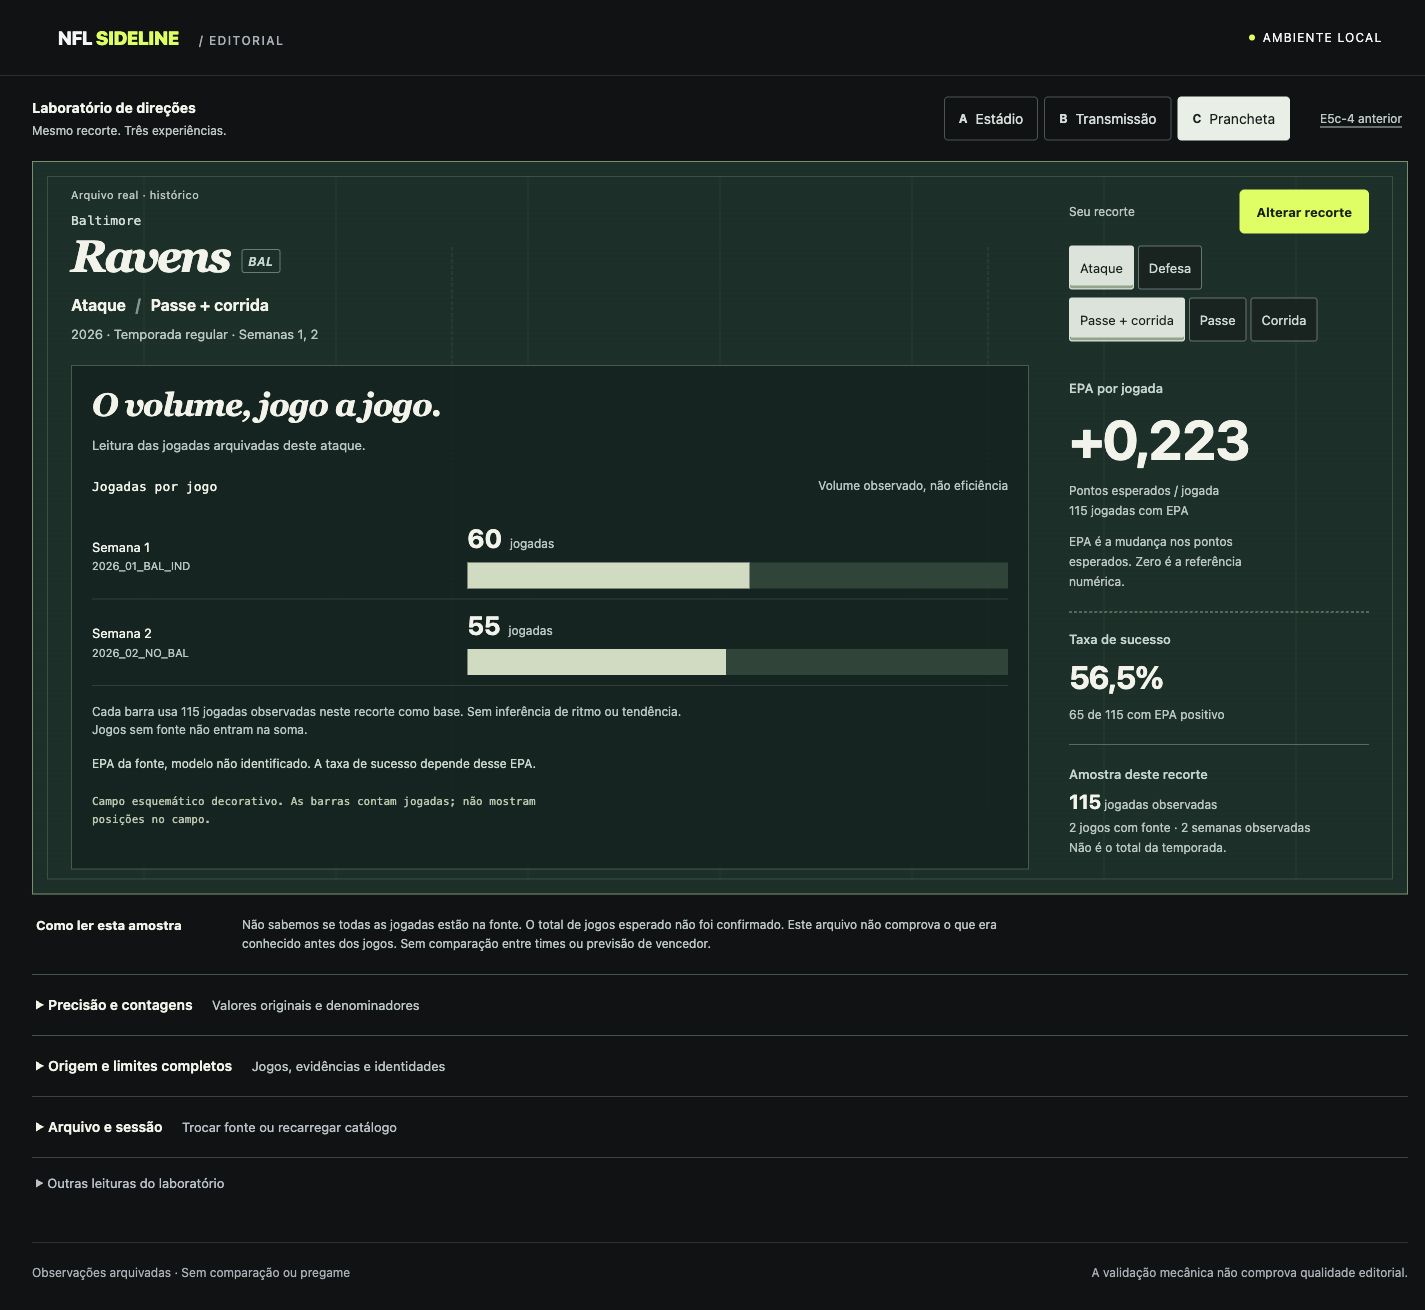 NFL SIDELINE / EDITORIAL
AMBIENTE LOCAL
Laboratório de direções
Mesmo recorte. Três experiências.
A Estádio
B Transmissão
C Prancheta
E5c-4 anterior
Arquivo real · histórico
Baltimore
Ravens BAL
Ataque / Passe + corrida
2026 · Temporada regular · Semanas 1, 2
O volume, jogo a jogo.
Leitura das jogadas arquivadas deste ataque.
Jogadas por jogo
Volume observado, não eficiência
Semana 1
2026_01_BAL_IND
60 jogadas
Semana 2
2026_02_NO_BAL
55 jogadas
Cada barra usa 115 jogadas observadas neste recorte como base. Sem inferência de ritmo ou tendência.
Jogos sem fonte não entram na soma.
EPA da fonte, modelo não identificado. A taxa de sucesso depende desse EPA.
Campo esquemático decorativo. As barras contam jogadas; não mostram
posições no campo.
Seu recorte
Alterar recorte
Ataque
Defesa
Passe + corrida
Passe
Corrida
EPA por jogada
+0,223
Pontos esperados / jogada
115 jogadas com EPA
EPA é a mudança nos pontos
esperados. Zero é a referência
numérica.
Taxa de sucesso
56,5%
65 de 115 com EPA positivo
Amostra deste recorte
115 jogadas observadas
2 jogos com fonte · 2 semanas observadas
Não é o total da temporada.
Como ler esta amostra
Não sabemos se todas as jogadas estão na fonte. O total de jogos esperado não foi confirmado. Este arquivo não comprova o que era
conhecido antes dos jogos. Sem comparação entre times ou previsão de vencedor.
Precisão e contagens Valores originais e denominadores
Origem e limites completos Jogos, evidências e identidades
Arquivo e sessão Trocar fonte ou recarregar catálogo
Outras leituras do laboratório
Observações arquivadas · Sem comparação ou pregame
A validação mecânica não comprova qualidade editorial.